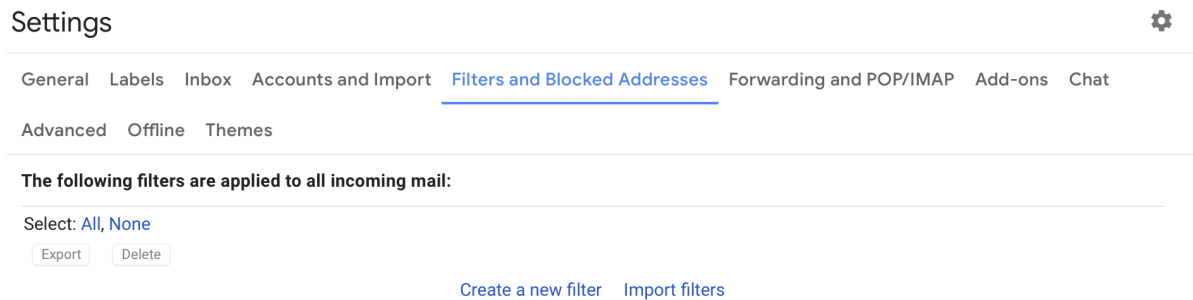 Settings
General Labels Inbox Accounts and Import Filters and Blocked Addresses Forwarding and POP/IMAP Add-ons Chat
Advanced Offline Themes
The following filters are applied to all incoming mail:
Select: All, None
Export Delete
Create a new filter Import filters